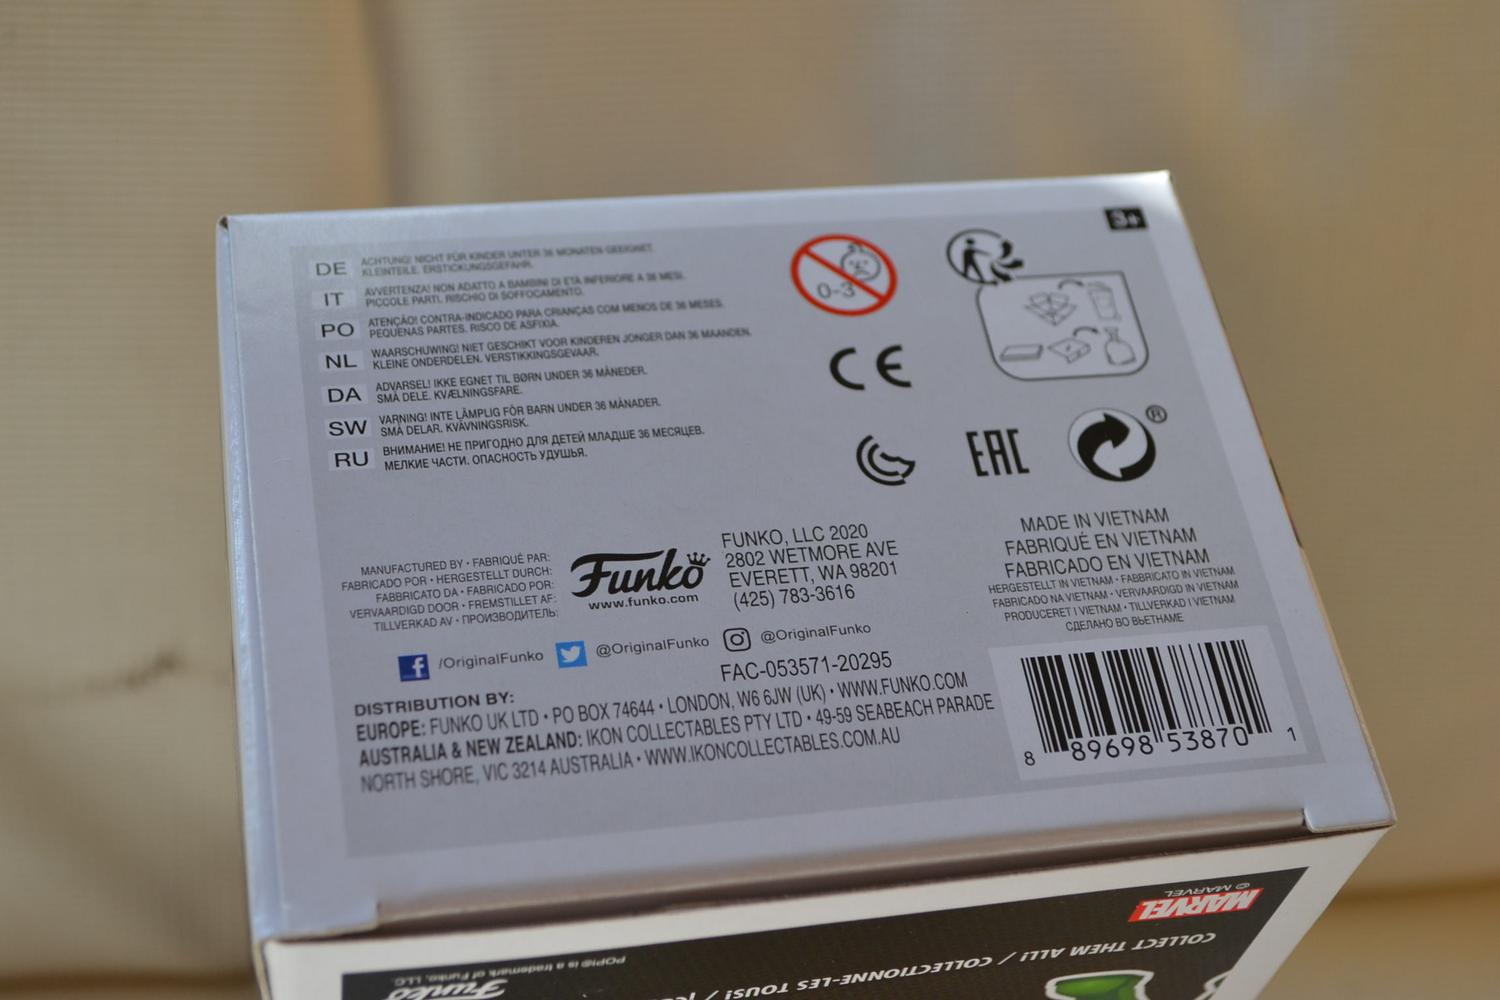 3+
DE ACHTUNG! NICHT FÜR KINDER UNTER 36 MONATEN GEEIGNET.
KLEINTEILE. ERSTICKUNGSGEFAHR.
IT AVVERTENZA! NON ADATTO A BAMBINI DI ETÀ INFERIORE A 36 MESI.
PICCOLE PARTI. RISCHIO DI SOFFOCAMENTO.
PO ATENÇÃO! CONTRA-INDICADO PARA CRIANÇAS COM MENOS DE 36 MESES.
PEQUENAS PARTES. RISCO DE ASFIXIA.
NL WAARSCHUWING! NIET GESCHIKT VOOR KINDEREN JONGER DAN 36 MAANDEN.
KLEINE ONDERDELEN. VERSTIKKINGSGEVAAR.
DA ADVARSEL! IKKE EGNET TIL BØRN UNDER 36 MÅNEDER.
SMÅ DELE. KVÆLNINGSFARE.
SW VARNING! INTE LÄMPLIG FÖR BARN UNDER 36 MÅNADER.
SMÅ DELAR. KVÄVNINGSRISK.
RU ВНИМАНИЕ! НЕ ПРИГОДНО ДЛЯ ДЕТЕЙ МЛАДШЕ 36 МЕСЯЦЕВ.
МЕЛКИЕ ЧАСТИ. ОПАСНОСТЬ УДУШЬЯ.
0-3
CE
EAC
®
MANUFACTURED BY • FABRIQUÉ PAR:
FABRICADO POR • HERGESTELLT DURCH:
FABBRICATO DA • FABRICADO POR:
VERVAARDIGD DOOR • FREMSTILLET AF:
TILLVERKAD AV • ПРОИЗВОДИТЕЛЬ:
Funko
www.funko.com
FUNKO, LLC 2020
2802 WETMORE AVE
EVERETT, WA 98201
(425) 783-3616
MADE IN VIETNAM
FABRIQUÉ EN VIETNAM
FABRICADO EN VIETNAM
HERGESTELLT IN VIETNAM • FABBRICATO IN VIETNAM
FABRICADO NA VIETNAM • VERVAARDIGD IN VIETNAM
PRODUCERET I VIETNAM • TILLVERKAD I VIETNAM
СДЕЛАНО ВО ВЬЕТНАМЕ
f /OriginalFunko @OriginalFunko @OriginalFunko
FAC-053571-20295
DISTRIBUTION BY:
EUROPE: FUNKO UK LTD • PO BOX 74644 • LONDON, W6 6JW (UK) • WWW.FUNKO.COM
AUSTRALIA & NEW ZEALAND: IKON COLLECTABLES PTY LTD • 49-59 SEABEACH PARADE
NORTH SHORE, VIC 3214 AUSTRALIA • WWW.IKONCOLLECTABLES.COM.AU
8 89698 53870 1
MARVEL
© MARVEL
COLLECT THEM ALL! / COLLECTIONNE-LES TOUS! /
POP!® is a trademark of Funko, LLC
Funko